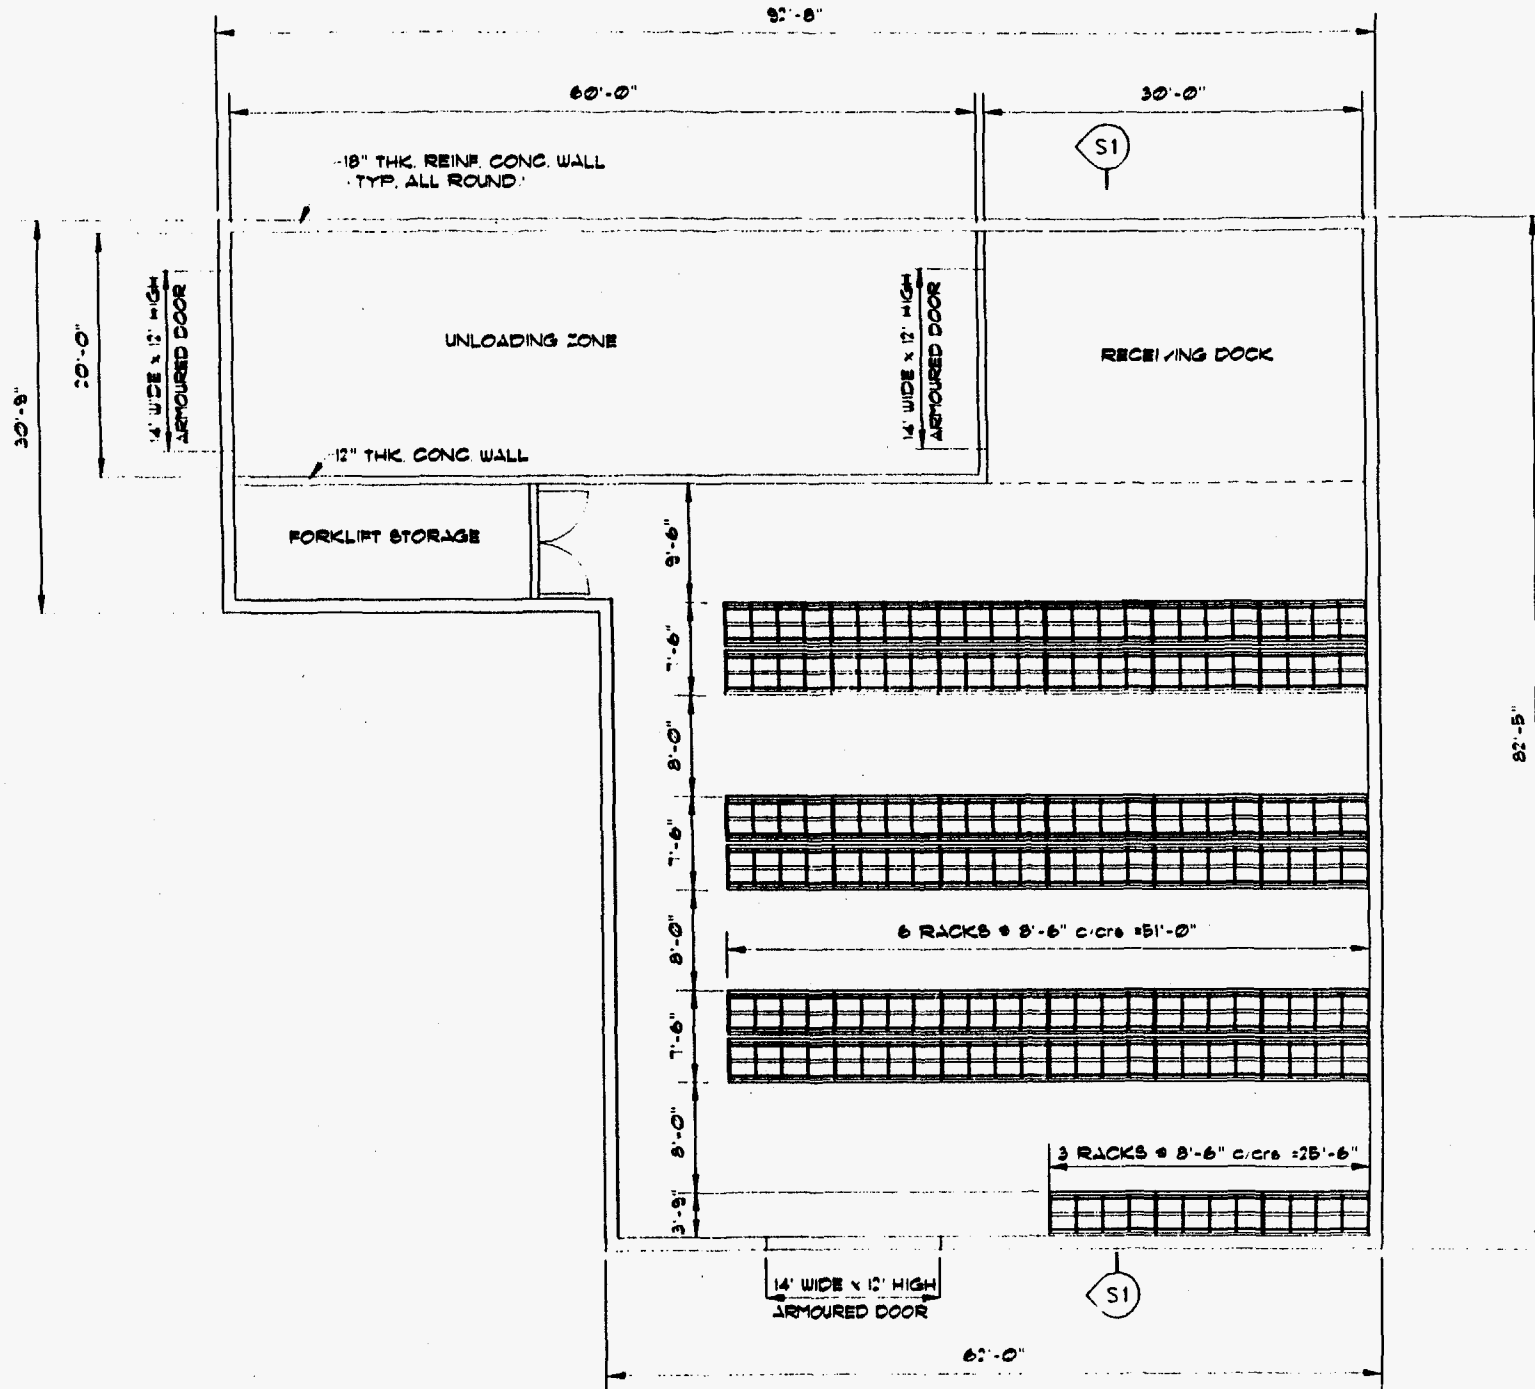 92'-8"
60'-0"
30'-0"
S1
18" THK. REINF. CONC. WALL
TYP. ALL ROUND.
14' WIDE x 12' HIGH
ARMOURED DOOR
14' WIDE x 12' HIGH
ARMOURED DOOR
20'-0"
30'-9"
UNLOADING ZONE
RECEIVING DOCK
12" THK. CONC. WALL
FORKLIFT STORAGE
9'-6"
7'-6"
8'-0"
82'-5"
7'-6"
8'-0"
6 RACKS @ 8'-6" c/crs =51'-0"
7'-6"
8'-0"
3 RACKS @ 8'-6" c/crs =25'-6"
3'-9"
14' WIDE x 12' HIGH
ARMOURED DOOR
S1
62'-0"